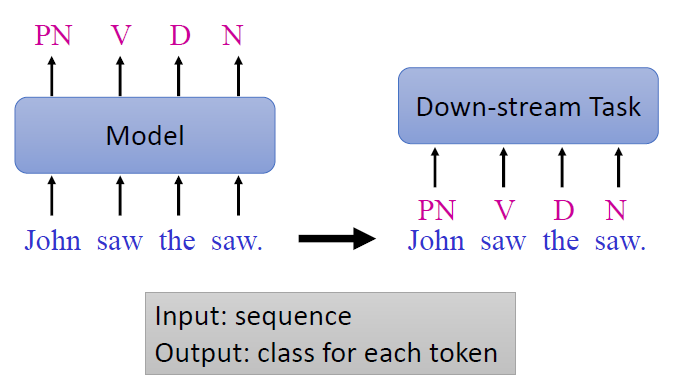 PN V D N
Model
John saw the saw.
Down-stream Task
PN V D N
John saw the saw.
Input: sequence
Output: class for each token